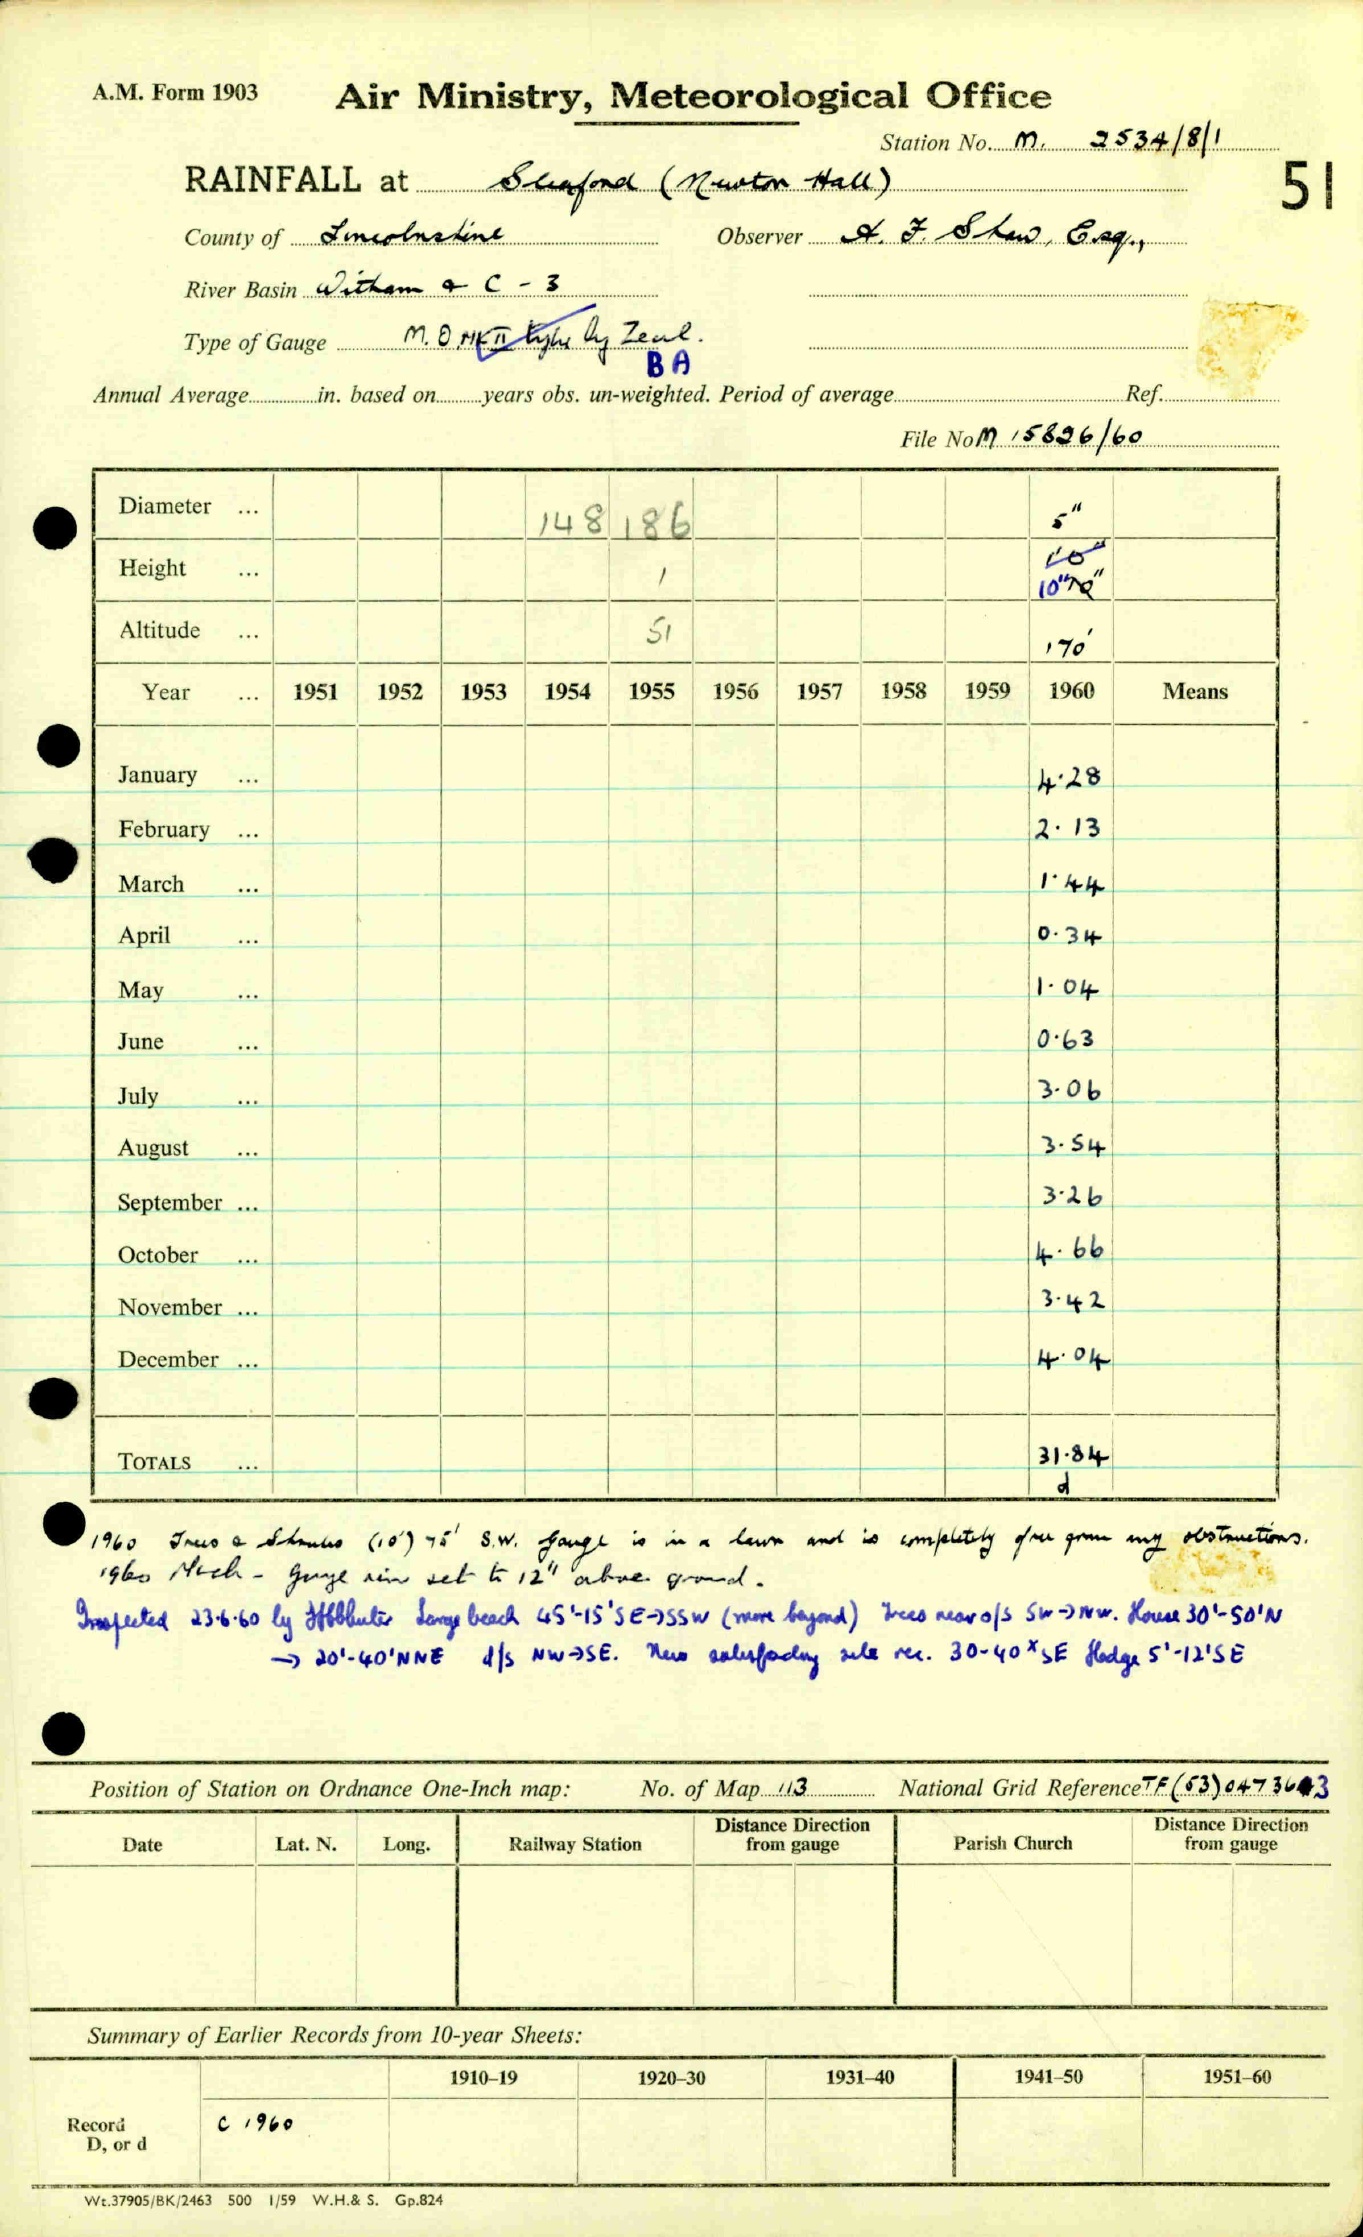 A.M. Form 1903 Air Ministry, Meteorological Office
Station No. M. 2534/8/1
RAINFALL at Sleaford (Newton Hall) 51
County of Lincolnshire Observer A. F. Shaw, Esq.,
River Basin Witham & C - 3
Type of Gauge M.O. MK II type by Zeal.
BA
Annual Average in. based on years obs. un-weighted. Period of average Ref.
File No M 15826/60
Diameter ... 148 186 5"
Height ... 1 10"
10"
Altitude ... 51 170'
Year ... 1951 1952 1953 1954 1955 1956 1957 1958 1959 1960 Means
January ... 4.28
February ... 2.13
March ... 1.44
April ... 0.34
May ... 1.04
June ... 0.63
July ... 3.06
August ... 3.54
September ... 3.26
October ... 4.66
November ... 3.42
December ... 4.04
TOTALS ... 31.84
d
1960 Trees & Shrubs (10') 75' S.W. Gauge is in a lawn and is completely free from any obstructions.
1960 March - Gauge rim set to 12" above ground.
Inspected 23.6.60 by Large beech 45'-15'SE→SSW (more beyond) Trees near o/s SW→NW. House 30'-50'N
→ 20'-40'NNE d/s NW→SE. New satisfactory site rec. 30-40ˣSE Hedge 5'-12'SE
Position of Station on Ordnance One-Inch map: No. of Map 113 National Grid Reference TF (53) 047363
Date Lat. N. Long. Railway Station Distance Direction from gauge Parish Church Distance Direction from gauge
Summary of Earlier Records from 10-year Sheets:
1910–19 1920–30 1931–40 1941–50 1951–60
Record C 1960
D, or d
Wt.37905/BK/2463 500 1/59 W.H.& S. Gp.824